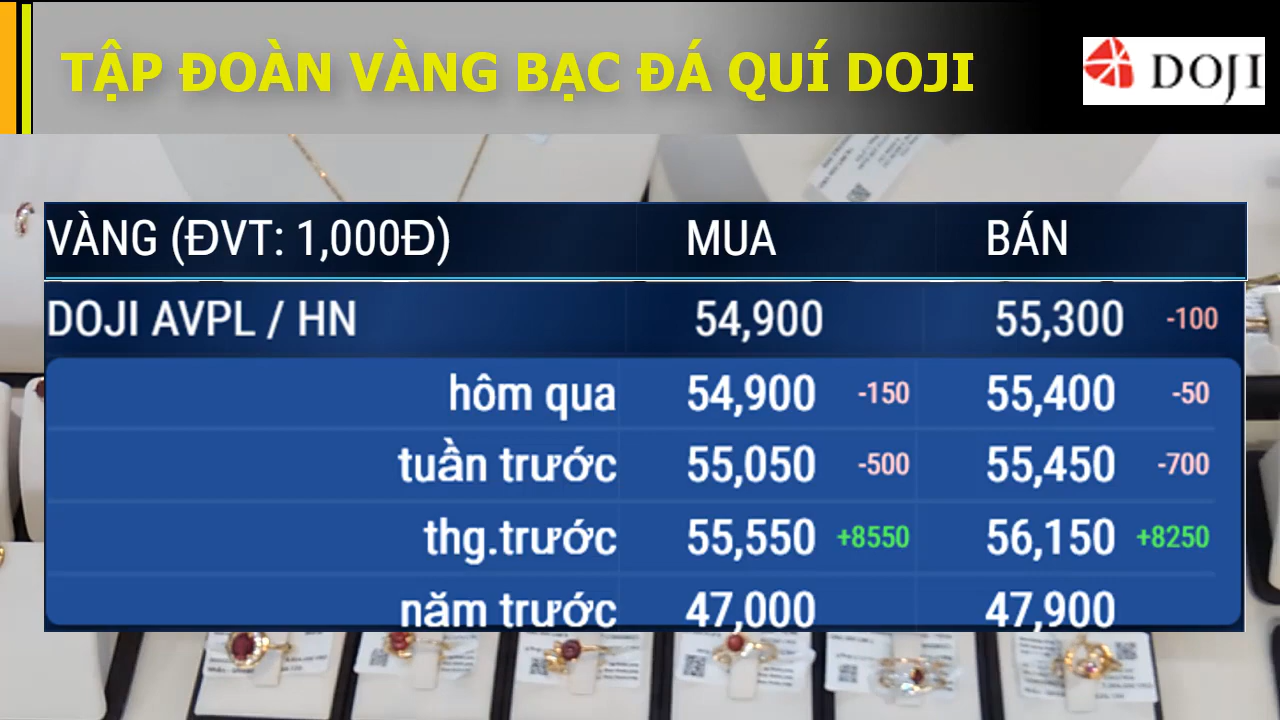 TẬP ĐOÀN VÀNG BẠC ĐÁ QUÍ DOJI
DOJI
VÀNG (ĐVT: 1,000Đ) MUA BÁN
DOJI AVPL / HN 54,900 55,300 -100
hôm qua 54,900 -150 55,400 -50
tuần trước 55,050 -500 55,450 -700
thg.trước 55,550 +8550 56,150 +8250
năm trước 47,000 47,900